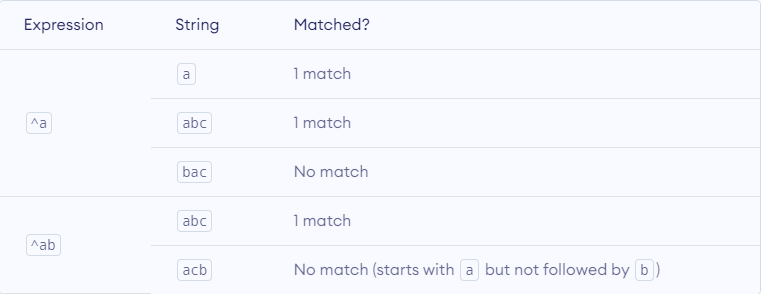 Expression String Matched?
a 1 match
^a abc 1 match
bac No match
abc 1 match
^ab
acb No match (starts with a but not followed by b )